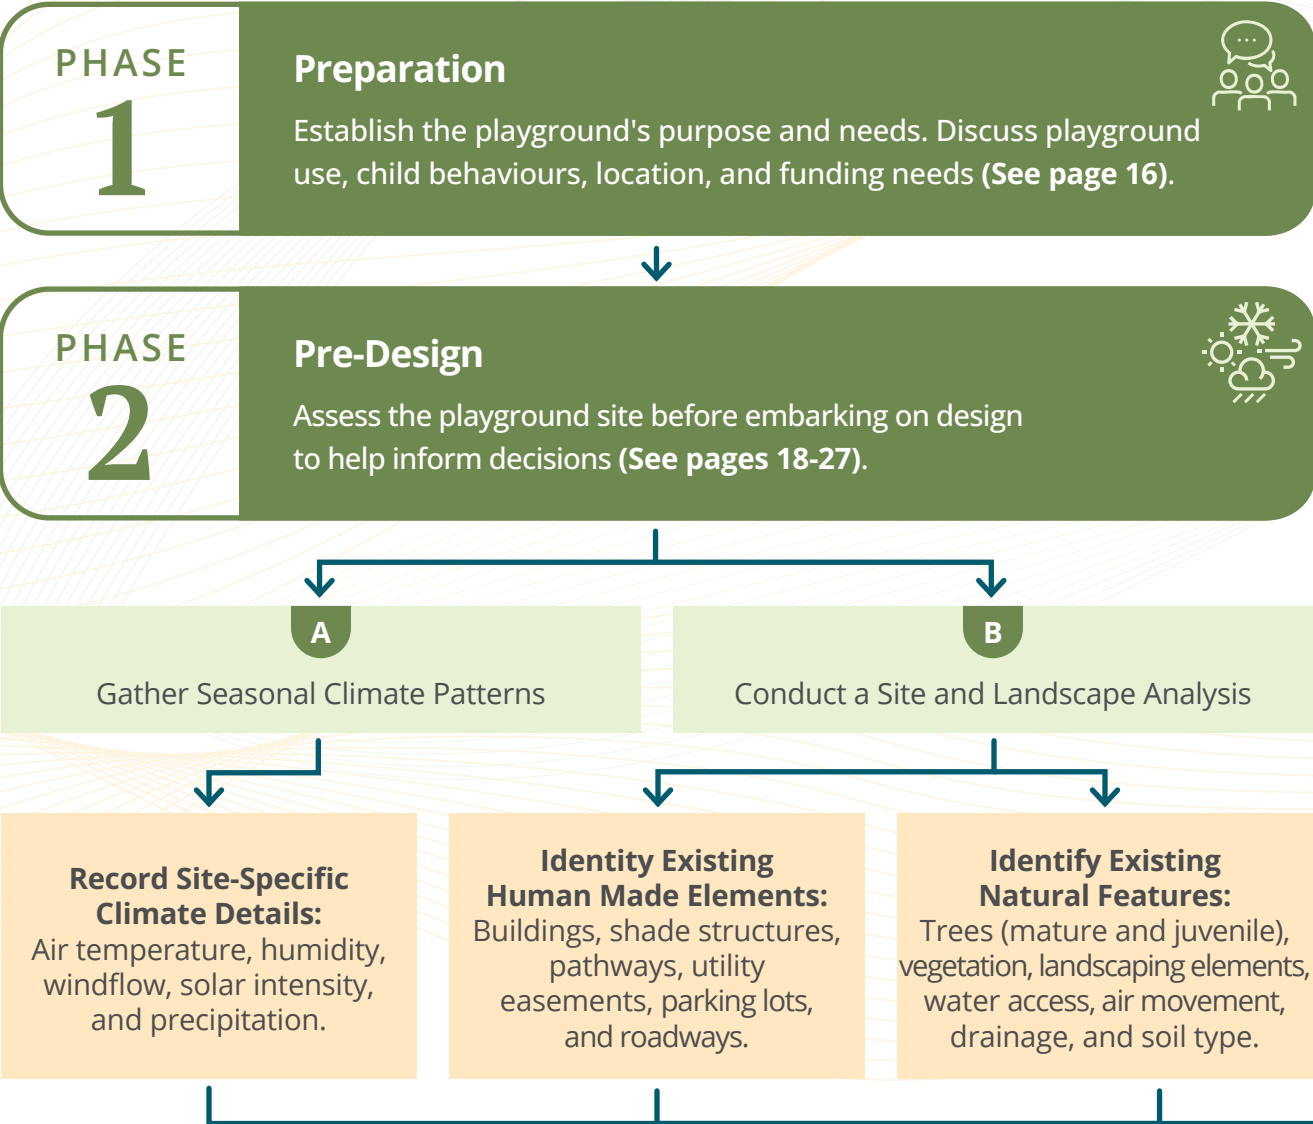 PHASE
1
Preparation
Establish the playground's purpose and needs. Discuss playground
use, child behaviours, location, and funding needs (See page 16).
PHASE
2
Pre-Design
Assess the playground site before embarking on design
to help inform decisions (See pages 18-27).
A
Gather Seasonal Climate Patterns
B
Conduct a Site and Landscape Analysis
Record Site-Specific
Climate Details:
Air temperature, humidity,
windflow, solar intensity,
and precipitation.
Identity Existing
Human Made Elements:
Buildings, shade structures,
pathways, utility
easements, parking lots,
and roadways.
Identify Existing
Natural Features:
Trees (mature and juvenile),
vegetation, landscaping elements,
water access, air movement,
drainage, and soil type.